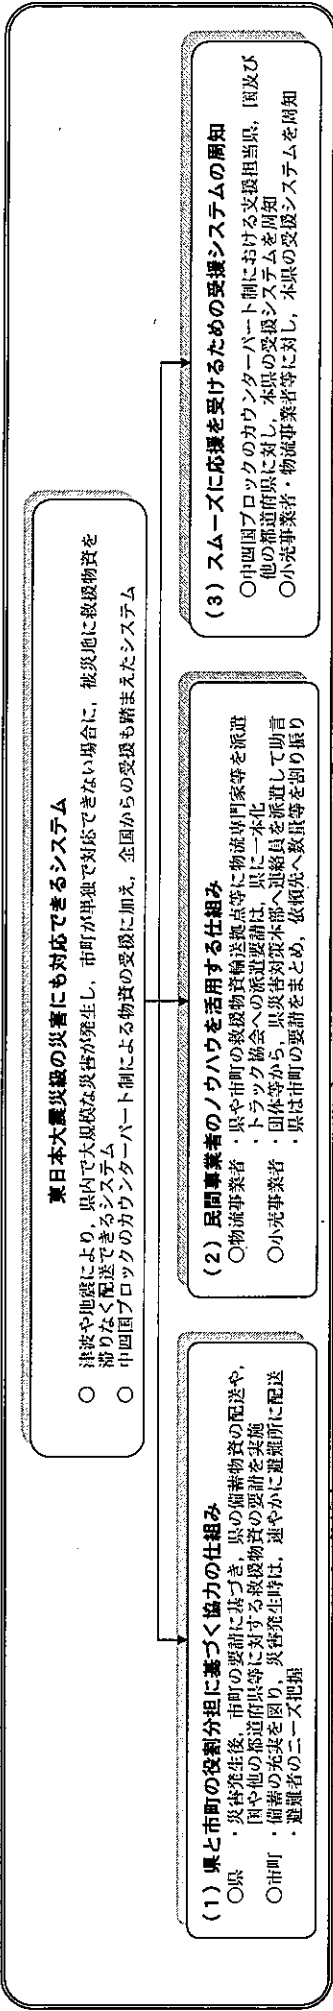 東日本大震災級の災害にも対応できるシステム
○ 津波や地震により，県内で大規模な災害が発生し，市町が単独で対応できない場合に，被災地に救援物資を
滞りなく配送できるシステム
○ 中四国ブロックのカウンターパート制による物資の受援に加え，全国からの受援も踏まえたシステム
(1) 県と市町の役割分担に基づく協力の仕組み
○県 ・災害発生後，市町の要請に基づき，県の備蓄物資の配送や，
国や他の都道府県等に対する救援物資の要請を実施
○市町 ・備蓄の充実を図り，災害発生時は，速やかに避難所に配送
・避難者のニーズ把握
(2) 民間事業者のノウハウを活用する仕組み
○物流事業者 ・県や市町の救援物資輸送拠点等に物流専門家等を派遣
・トラック協会への派遣要請は，県に一本化
○小売事業者 ・団体等から，県災害対策本部へ連絡員を派遣して助言
・県は市町の要請をまとめ，依頼先へ数量等を割り振り
(3) スムーズに応援を受けるための受援システムの周知
○中四国ブロックのカウンターパート制における支援担当県，国及び
他の都道府県に対し，本県の受援システムを周知
○小売事業者・物流事業者等に対し，本県の受援システムを周知